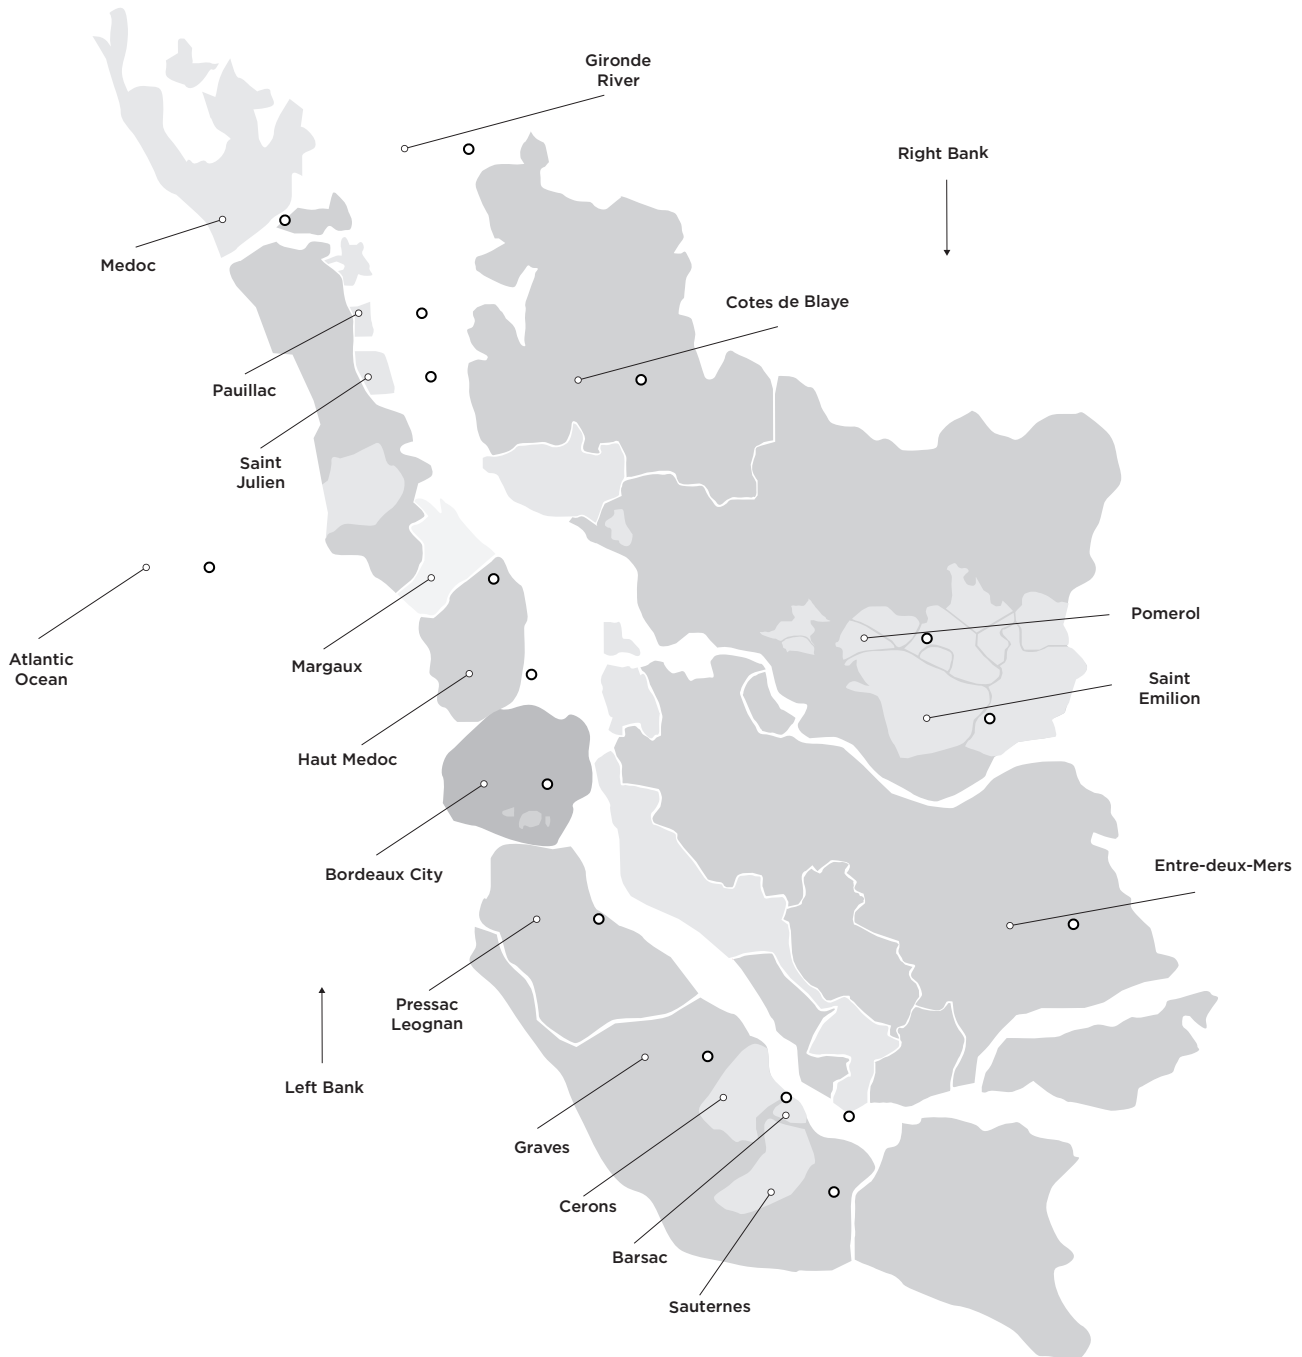 Gironde
River
Right Bank
Medoc
Cotes de Blaye
Pauillac
Saint
Julien
Pomerol
Atlantic
Ocean
Margaux
Saint
Emilion
Haut Medoc
Bordeaux City
Entre-deux-Mers
Pressac
Leognan
Left Bank
Graves
Cerons
Barsac
Sauternes